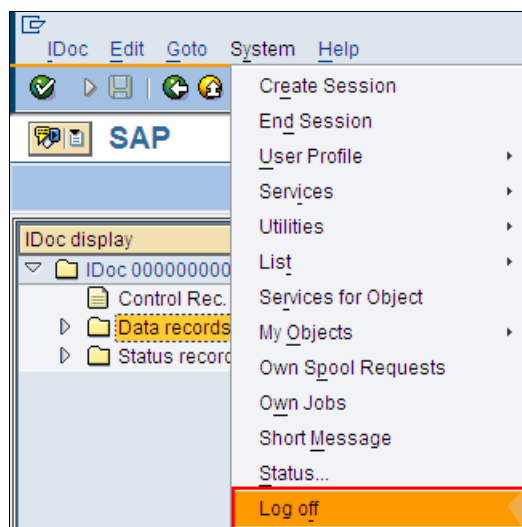 IDoc Edit Goto System Help
SAP
IDoc display
IDoc 000000000
Control Rec.
Data records
Status record
Create Session
End Session
User Profile
Services
Utilities
List
Services for Object
My Objects
Own Spool Requests
Own Jobs
Short Message
Status...
Log off